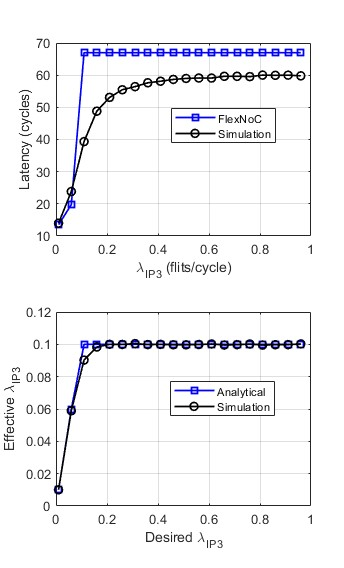 70
60
50
40
30
20
10
Latency (cycles)
FlexNoC
Simulation
0 0.2 0.4 0.6 0.8 1
λIP3 (flits/cycle)
0.12
0.1
0.08
0.06
0.04
0.02
0
Effective λIP3
Analytical
Simulation
0 0.2 0.4 0.6 0.8 1
Desired λIP3